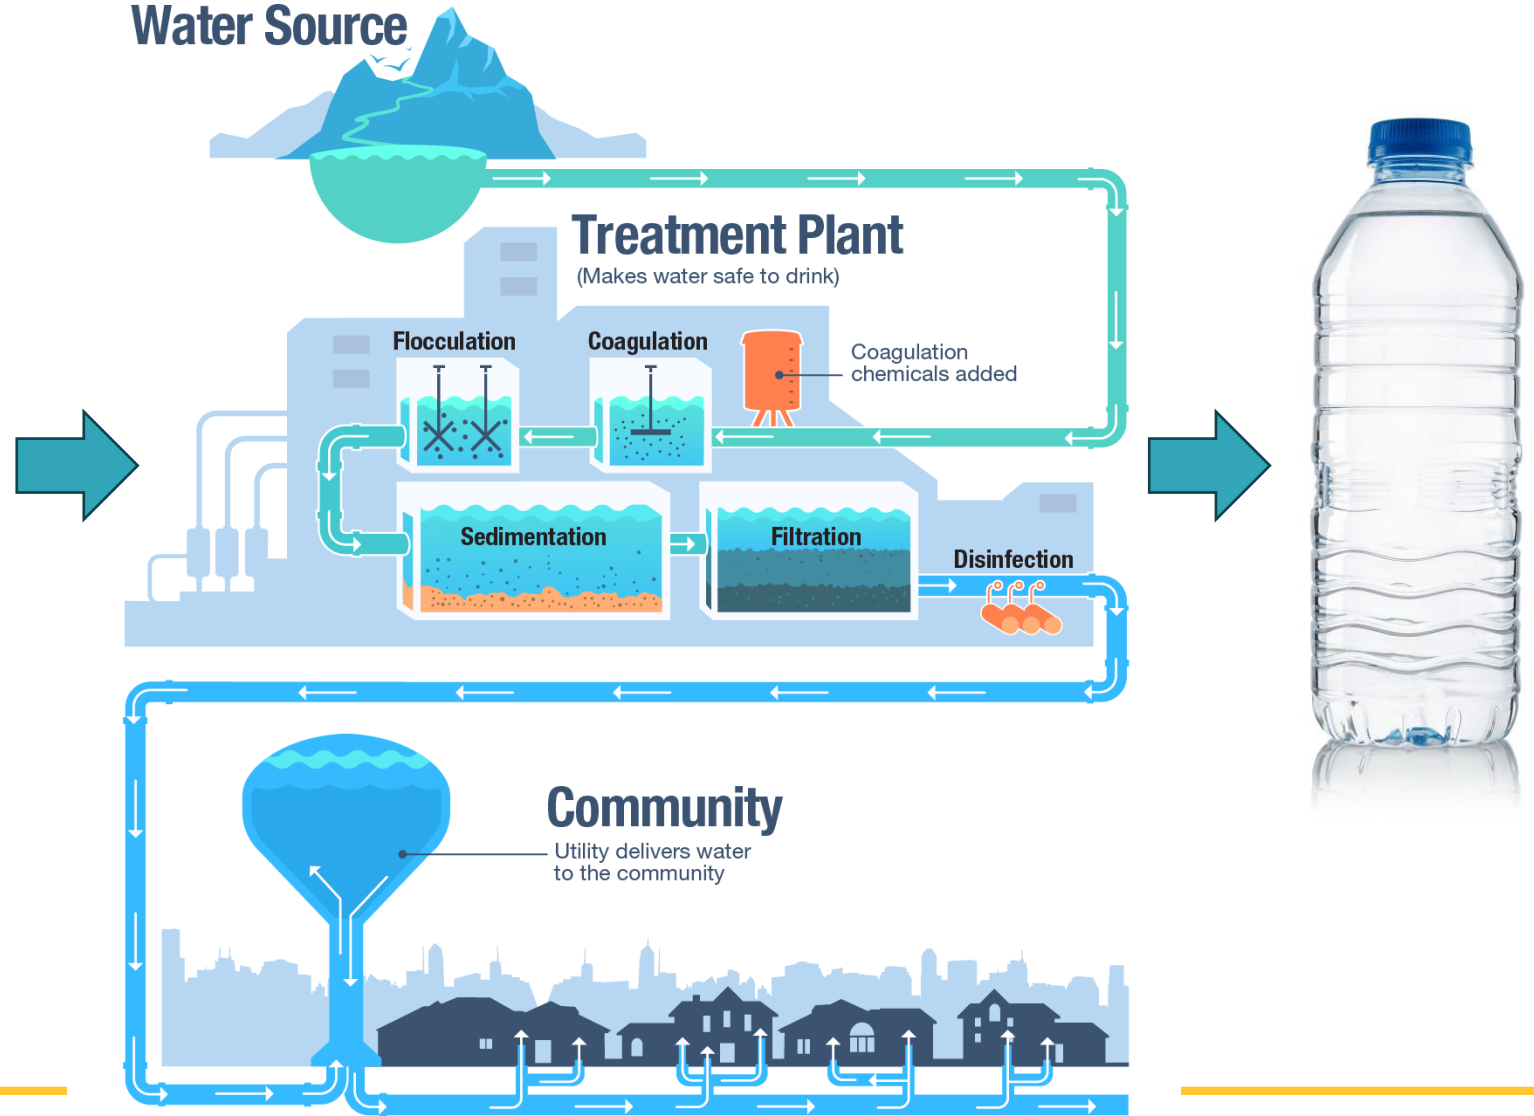 Water Source
Treatment Plant
(Makes water safe to drink)
Flocculation
Coagulation
Coagulation
chemicals added
Sedimentation
Filtration
Disinfection
Community
Utility delivers water
to the community